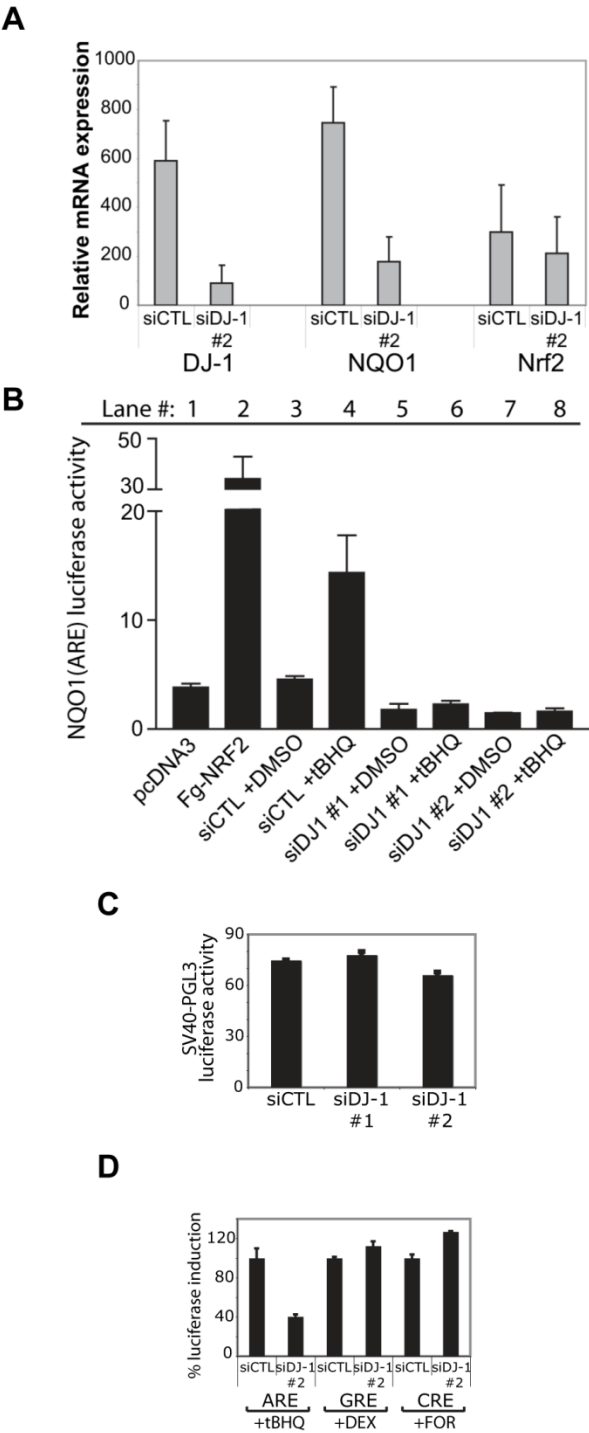 A
Relative mRNA expression
1000
800
600
400
200
0
siCTL siDJ-1 #2 siCTL siDJ-1 #2 siCTL siDJ-1 #2
DJ-1 NQO1 Nrf2
B
Lane #: 1 2 3 4 5 6 7 8
NQO1(ARE) luciferase activity
50
30
20
10
0
pcDNA3
Fg-NRF2
siCTL +DMSO
siCTL +tBHQ
siDJ1 #1 +DMSO
siDJ1 #1 +tBHQ
siDJ1 #2 +DMSO
siDJ1 #2 +tBHQ
C
SV40-PGL3
luciferase activity
90
60
30
0
siCTL siDJ-1 siDJ-1
#1 #2
D
% luciferase induction
120
80
40
0
siCTL siDJ-1 #2 siCTL siDJ-1 #2 siCTL siDJ-1 #2
ARE GRE CRE
+tBHQ +DEX +FOR